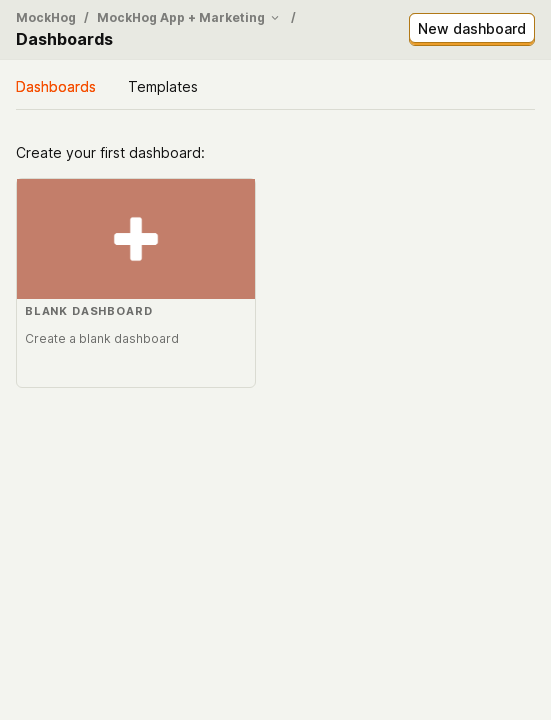 MockHog / MockHog App + Marketing /
Dashboards
New dashboard
Dashboards Templates
Create your first dashboard:
BLANK DASHBOARD
Create a blank dashboard